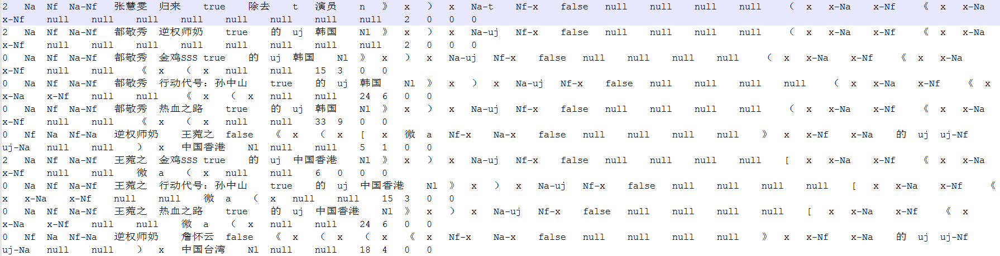 2 Na Nf Na-Nf 张慧雯 归来 true 除去 t 演员 n 》 x ） x Na-t Nf-x false null null null null （ x x-Na x-Nf 《 x x-Na
x-Nf null null null null null null null null 2 0 0 0
2 Na Nf Na-Nf 都敬秀 逆权师奶 true 的 uj 韩国 Nl 》 x ） x Na-uj Nf-x false null null null null （ x x-Na x-Nf 《 x x-Na
x-Nf null null null null null null null null 2 0 0 0
0 Na Nf Na-Nf 都敬秀 金鸡SSS true 的 uj 韩国 Nl 》 x ） x Na-uj Nf-x false null null null null （ x x-Na x-Nf 《 x x-Na
x-Nf null null 《 x （ x null null 15 3 0 0
0 Na Nf Na-Nf 都敬秀 行动代号：孙中山 true 的 uj 韩国 Nl 》 x ） x Na-uj Nf-x false null null null null （ x x-Na x-Nf 《 x
x-Na x-Nf null null 《 x （ x null null 24 6 0 0
0 Na Nf Na-Nf 都敬秀 热血之路 true 的 uj 韩国 Nl 》 x ） x Na-uj Nf-x false null null null null （ x x-Na x-Nf 《 x x-Na
x-Nf null null 《 x （ x null null 33 9 0 0
0 Nf Na Nf-Na 逆权师奶 王菀之 false 《 x （ x [ x 微 a Nf-x Na-x false null null null null 》 x x-Nf x-Na 的 uj uj-Nf
uj-Na null null ） x 中国香港 Nl null null 5 1 0 0
2 Na Nf Na-Nf 王菀之 金鸡SSS true 的 uj 中国香港 Nl 》 x ） x Na-uj Nf-x false null null null null [ x x-Na x-Nf 《 x x-Na
x-Nf null null 微 a （ x null null 6 0 0 0
0 Na Nf Na-Nf 王菀之 行动代号：孙中山 true 的 uj 中国香港 Nl 》 x ） x Na-uj Nf-x false null null null null [ x x-Na x-Nf 《
x x-Na x-Nf null null 微 a （ x null null 15 3 0 0
0 Na Nf Na-Nf 王菀之 热血之路 true 的 uj 中国香港 Nl 》 x ） x Na-uj Nf-x false null null null null [ x x-Na x-Nf 《 x
x-Na x-Nf null null 微 a （ x null null 24 6 0 0
0 Nf Na Nf-Na 逆权师奶 詹怀云 false 《 x （ x （ x 《 x Nf-x Na-x false null null null null 》 x x-Nf x-Na 的 uj uj-Nf
uj-Na null null ） x 中国台湾 Nl null null 18 4 0 0